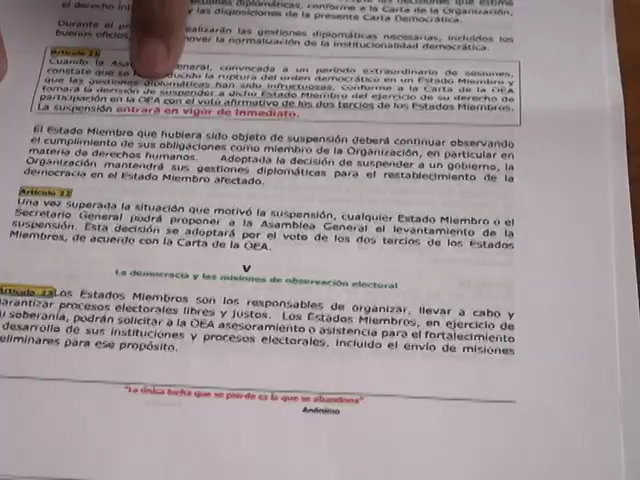 el derecho gestiones diplomáticas, conforme a la Carta de la Organización,
y las disposiciones de la presente Carta Democrática.
Durante el realizarán las gestiones diplomáticas necesarias, incluidos los
buenos oficios, la normalización de la institucionalidad democrática.
Artículo 21
Cuando la General, convocada a un período extraordinario de sesiones,
constate que se la ruptura del orden democrático en un Estado Miembro y
que las gestiones diplomáticas han sido infructuosas, conforme a la Carta de la OEA
tomará la decisión de suspender a dicho Estado Miembro del ejercicio de su derecho de
participación en la OEA con el voto afirmativo de los dos tercios de los Estados Miembros.
La suspensión entrará en vigor de inmediato.
El Estado Miembro que hubiera sido objeto de suspensión deberá continuar observando
el cumplimiento de sus obligaciones como miembro de la Organización, en particular en
materia de derechos humanos. Adoptada la decisión de suspender a un gobierno, la
Organización mantendrá sus gestiones diplomáticas para el restablecimiento de la
democracia en el Estado Miembro afectado.
Artículo 22
Una vez superada la situación que motivó la suspensión, cualquier Estado Miembro o el
Secretario General podrá proponer a la Asamblea General el levantamiento de la
suspensión. Esta decisión se adoptará por el voto de los dos tercios de los Estados
Miembros, de acuerdo con la Carta de la OEA.
V
La democracia y las misiones de observación electoral
Artículo 23 Los Estados Miembros son los responsables de organizar, llevar a cabo y
garantizar procesos electorales libres y justos. Los Estados Miembros, en ejercicio de
su soberanía, podrán solicitar a la OEA asesoramiento o asistencia para el fortalecimiento
desarrollo de sus instituciones y procesos electorales, incluido el envío de misiones
preliminares para ese propósito.
"La única lucha que se pierde es la que se abandona"
Anónimo